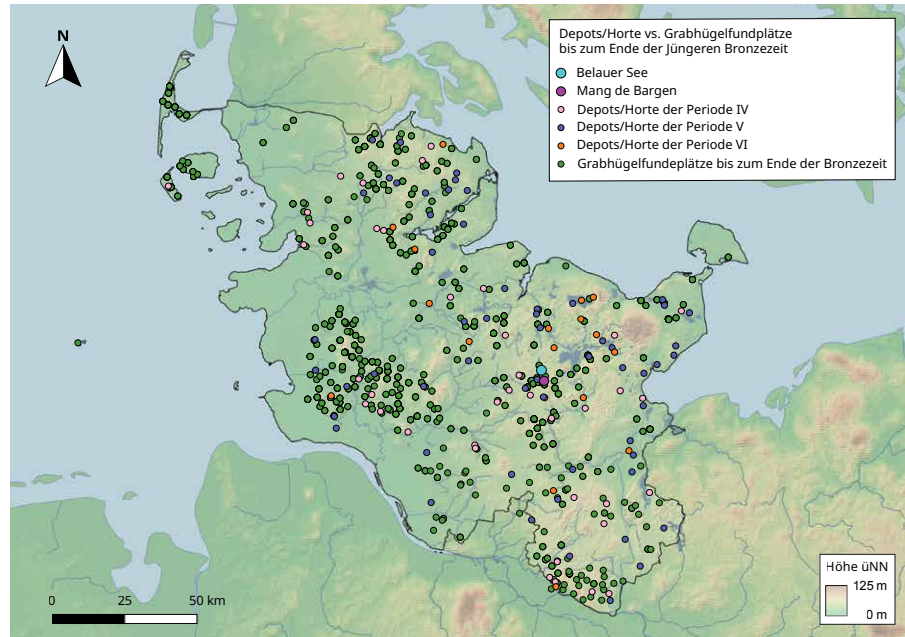 N
Depots/Horte vs. Grabhügelfundplätze
bis zum Ende der Jüngeren Bronzezeit
Belauer See
Mang de Bargen
Depots/Horte der Periode IV
Depots/Horte der Periode V
Depots/Horte der Periode VI
Grabhügelfundeplätze bis zum Ende der Bronzezeit
0 25 50 km
Höhe üNN
125 m
0 m